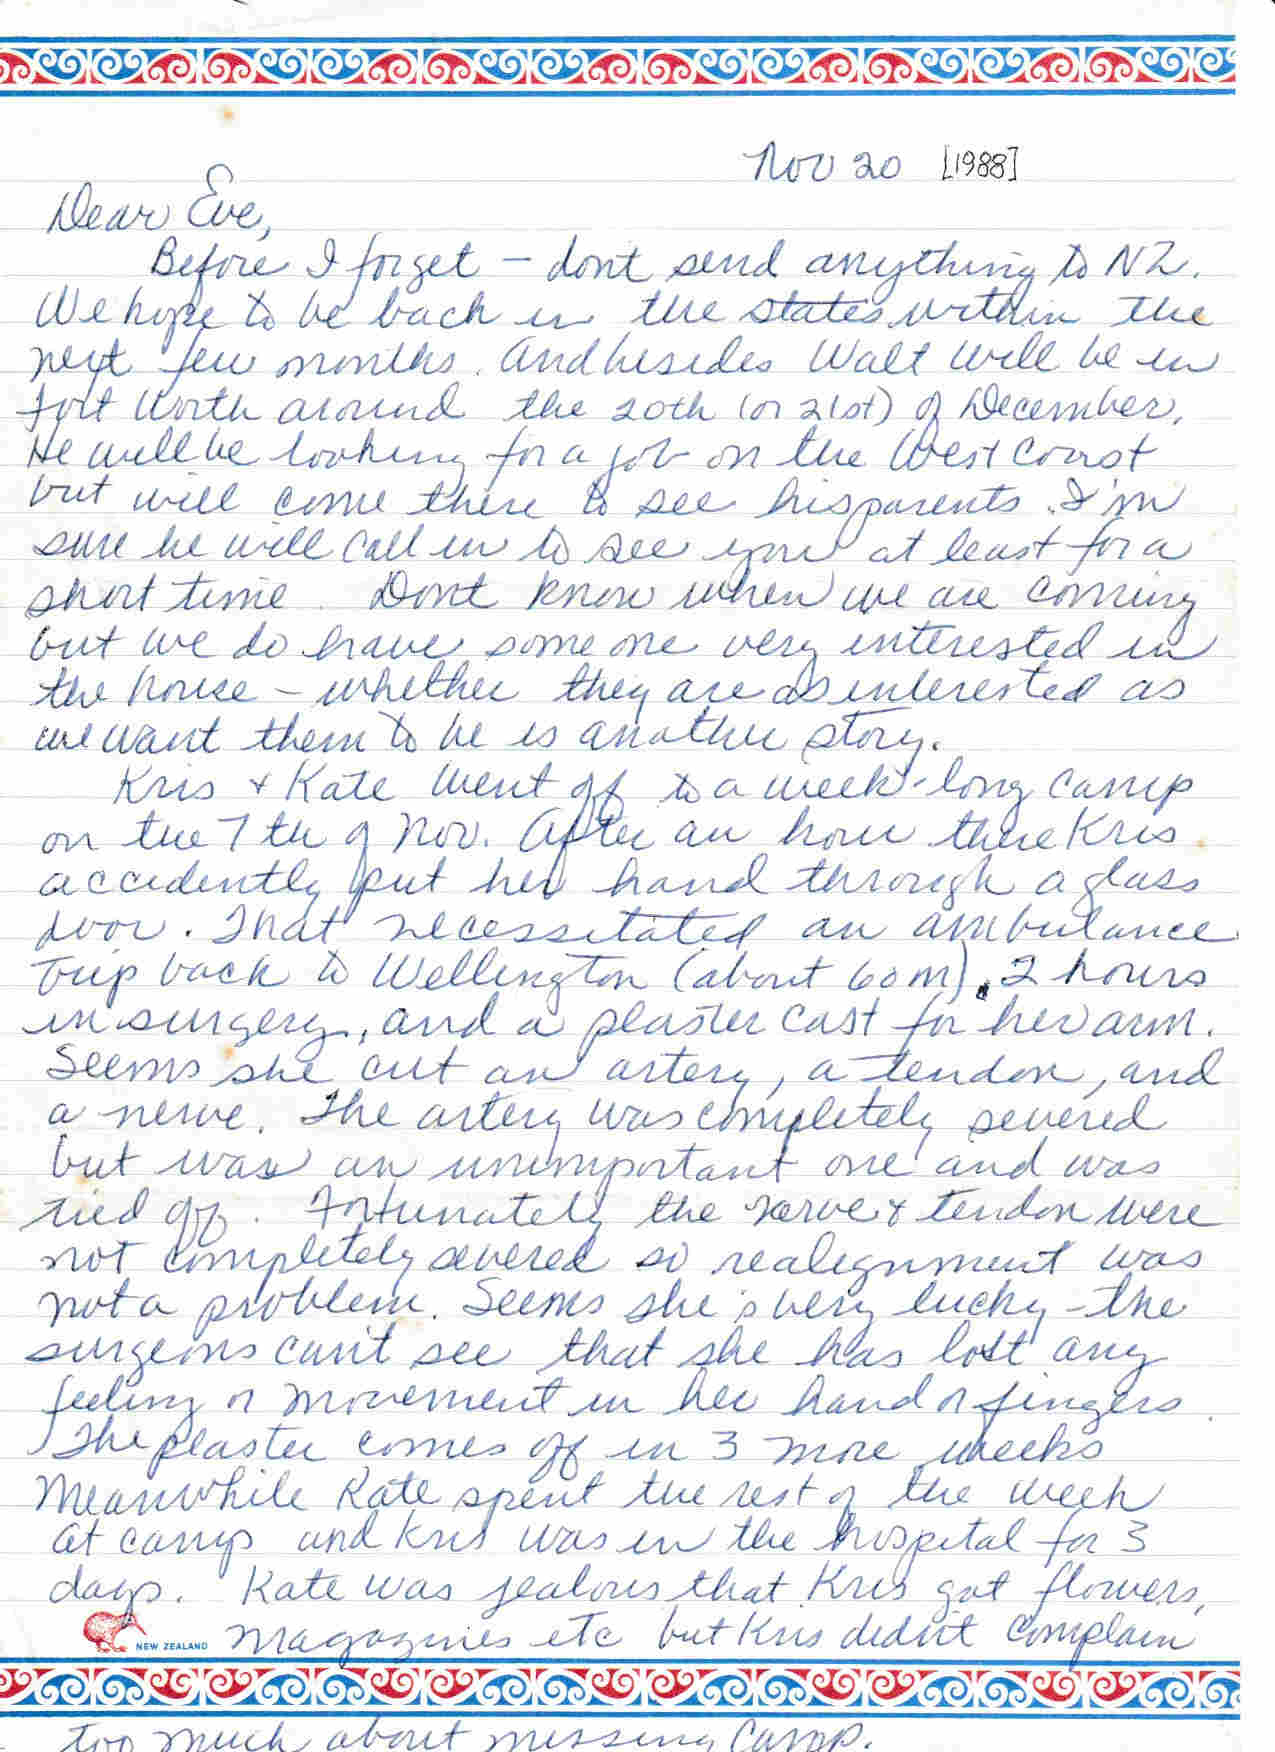 Nov 20 [1988]
Dear Eve,
Before I forget – dont send anything to NZ.
We hope to be back in the states within the
next few months. And besides Walt will be in
Fort Worth around the 20th (or 21st) of December.
He will be looking for a job on the West Coast
but will come there to see his parents. I'm
sure he will call in to see you at least for a
short time. Dont know when we are coming
but we do have someone very interested in
the house – whether they are as interested as
we want them to be is another story.
Kris & Kate went off to a week-long camp
on the 7th of Nov. After an hour there Kris
accidently put her hand through a glass
door. That necessitated an ambulance
trip back to Wellington (about 60m), 2 hours
in surgery, and a plaster cast for her arm.
Seems she cut an artery, a tendon, and
a nerve. The artery was completely severed
but was an unimportant one and was
tied off. Fortunately the nerve & tendon were
not completely severed so realignment was
not a problem. Seems she's very lucky – the
surgeons can't see that she has lost any
feeling or movement in her hand or fingers.
The plaster comes off in 3 more weeks
Meanwhile Kate spent the rest of the week
at camp and Kris was in the hospital for 3
days. Kate was jealous that Kris got flowers,
NEW ZEALAND magazines etc but Kris didn't complain
too much about missing camp.